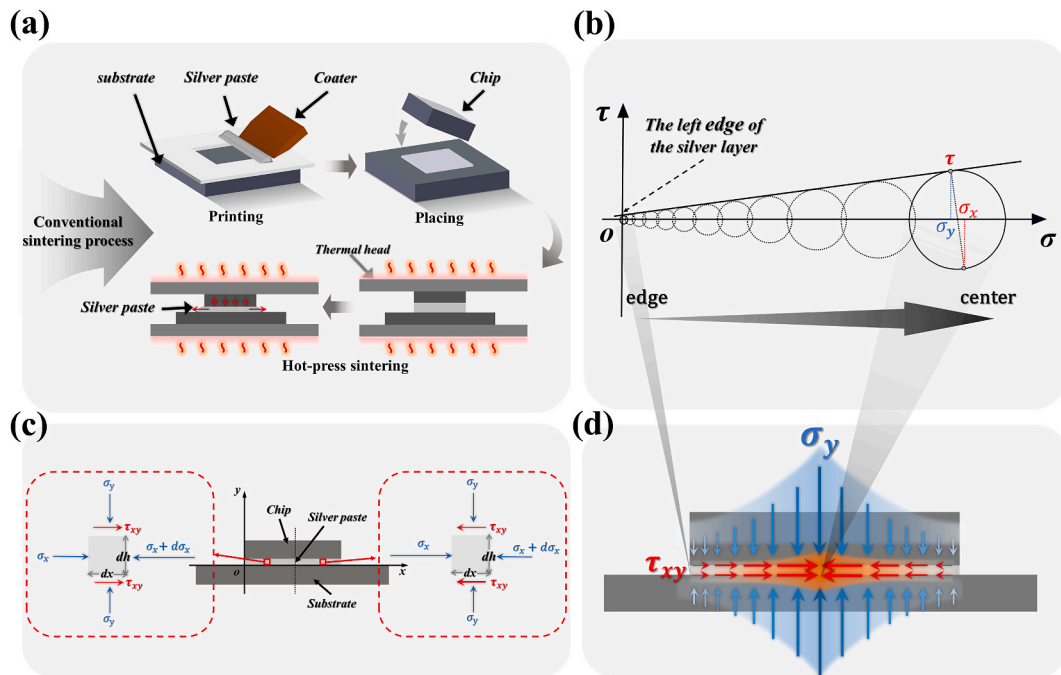 (a)
substrate
Silver paste
Coater
Chip
Conventional
sintering process
Printing
Placing
Thermal head
Silver paste
Hot-press sintering
(b)
τ
The left edge of
the silver layer
τ
σx
σy
O
σ
edge
center
(c)
σy
τxy
σx
σx + dσx
dh
dx
τxy
σy
y
Chip
Silver paste
O
x
Substrate
σy
τxy
σx
σx + dσx
dh
dx
τxy
σy
(d)
σy
τxy